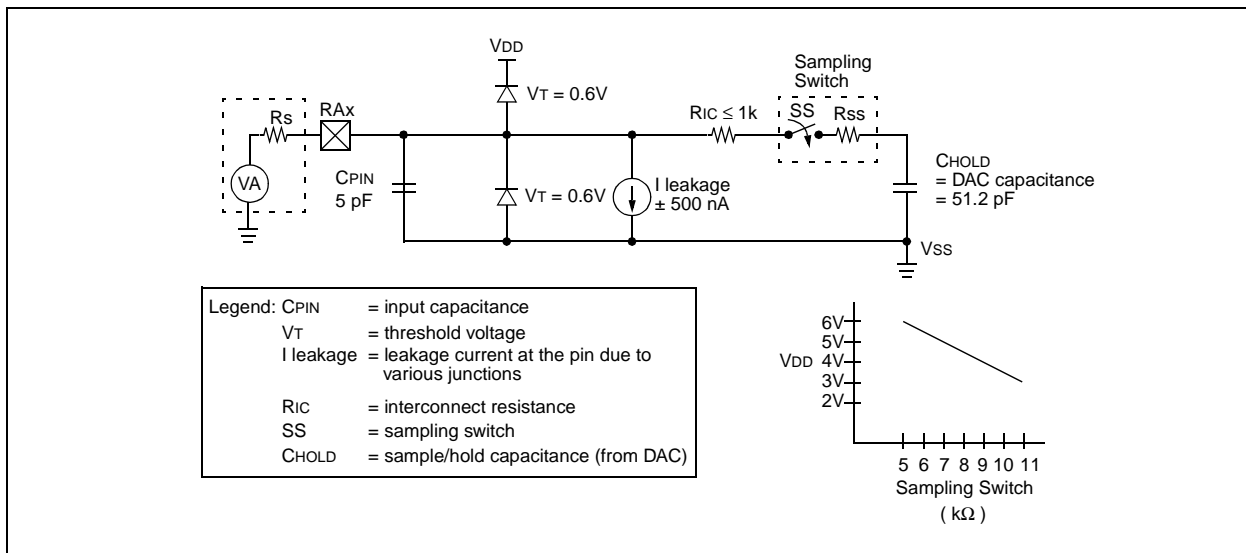 VDD
VT = 0.6V
Sampling
Switch
Rs
RAx
RIC ≤ 1k
SS
RSS
VA
CPIN
5 pF
VT = 0.6V
I leakage
± 500 nA
CHOLD
= DAC capacitance
= 51.2 pF
VSS
Legend: CPIN = input capacitance
VT = threshold voltage
I leakage = leakage current at the pin due to
various junctions
RIC = interconnect resistance
SS = sampling switch
CHOLD = sample/hold capacitance (from DAC)
6V
5V
VDD 4V
3V
2V
5 6 7 8 9 10 11
Sampling Switch
( kΩ )